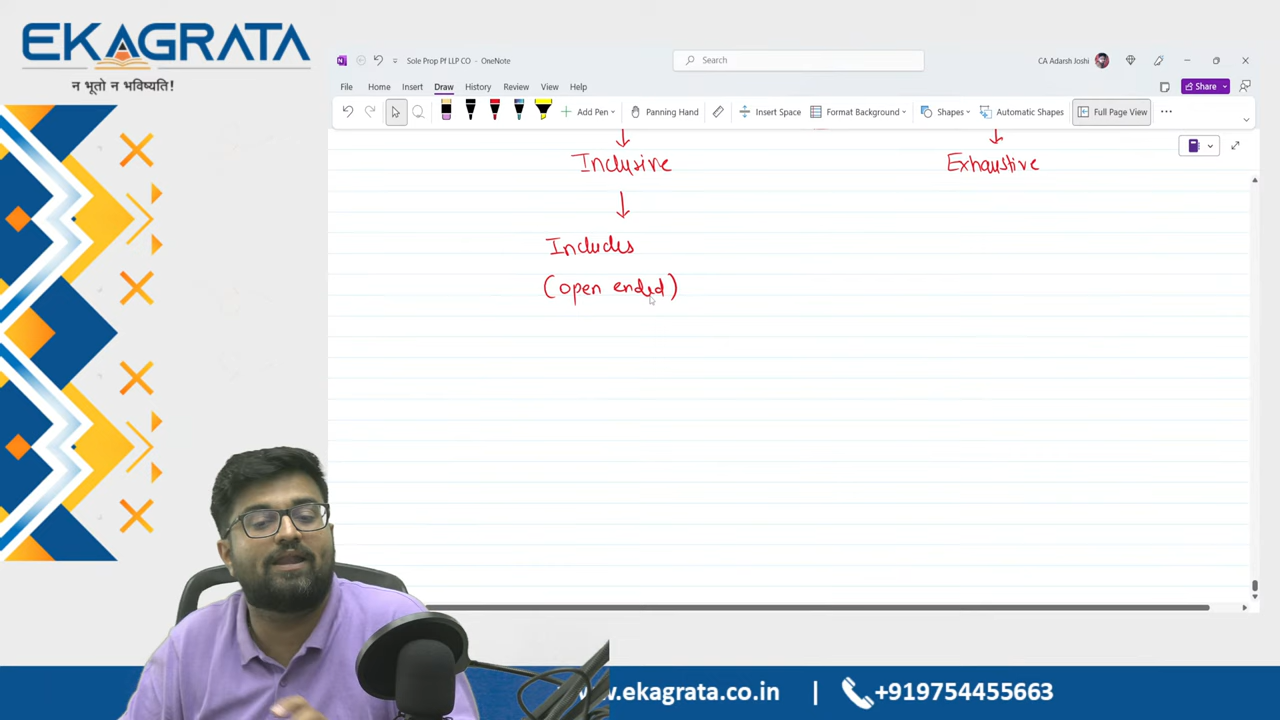 EKAGRATA
न भूतो न भविष्यति!
Sole Prop Pf LLP CO - OneNote
Search
CA Adarsh Joshi
File Home Insert Draw History Review View Help
Share
Add Pen
Panning Hand
Insert Space
Format Background
Shapes
Automatic Shapes
Full Page View
Inclusive
Exhaustive
Includes
(open ended)
.ekagrata.co.in | +919754455663